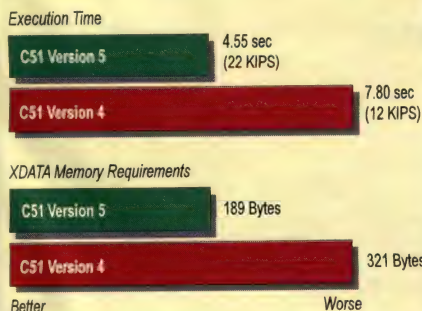 Execution Time
C51 Version 5
4.55 sec
(22 KIPS)
C51 Version 4
7.80 sec
(12 KIPS)
XDATA Memory Requirements
C51 Version 5
189 Bytes
C51 Version 4
321 Bytes
Better
Worse